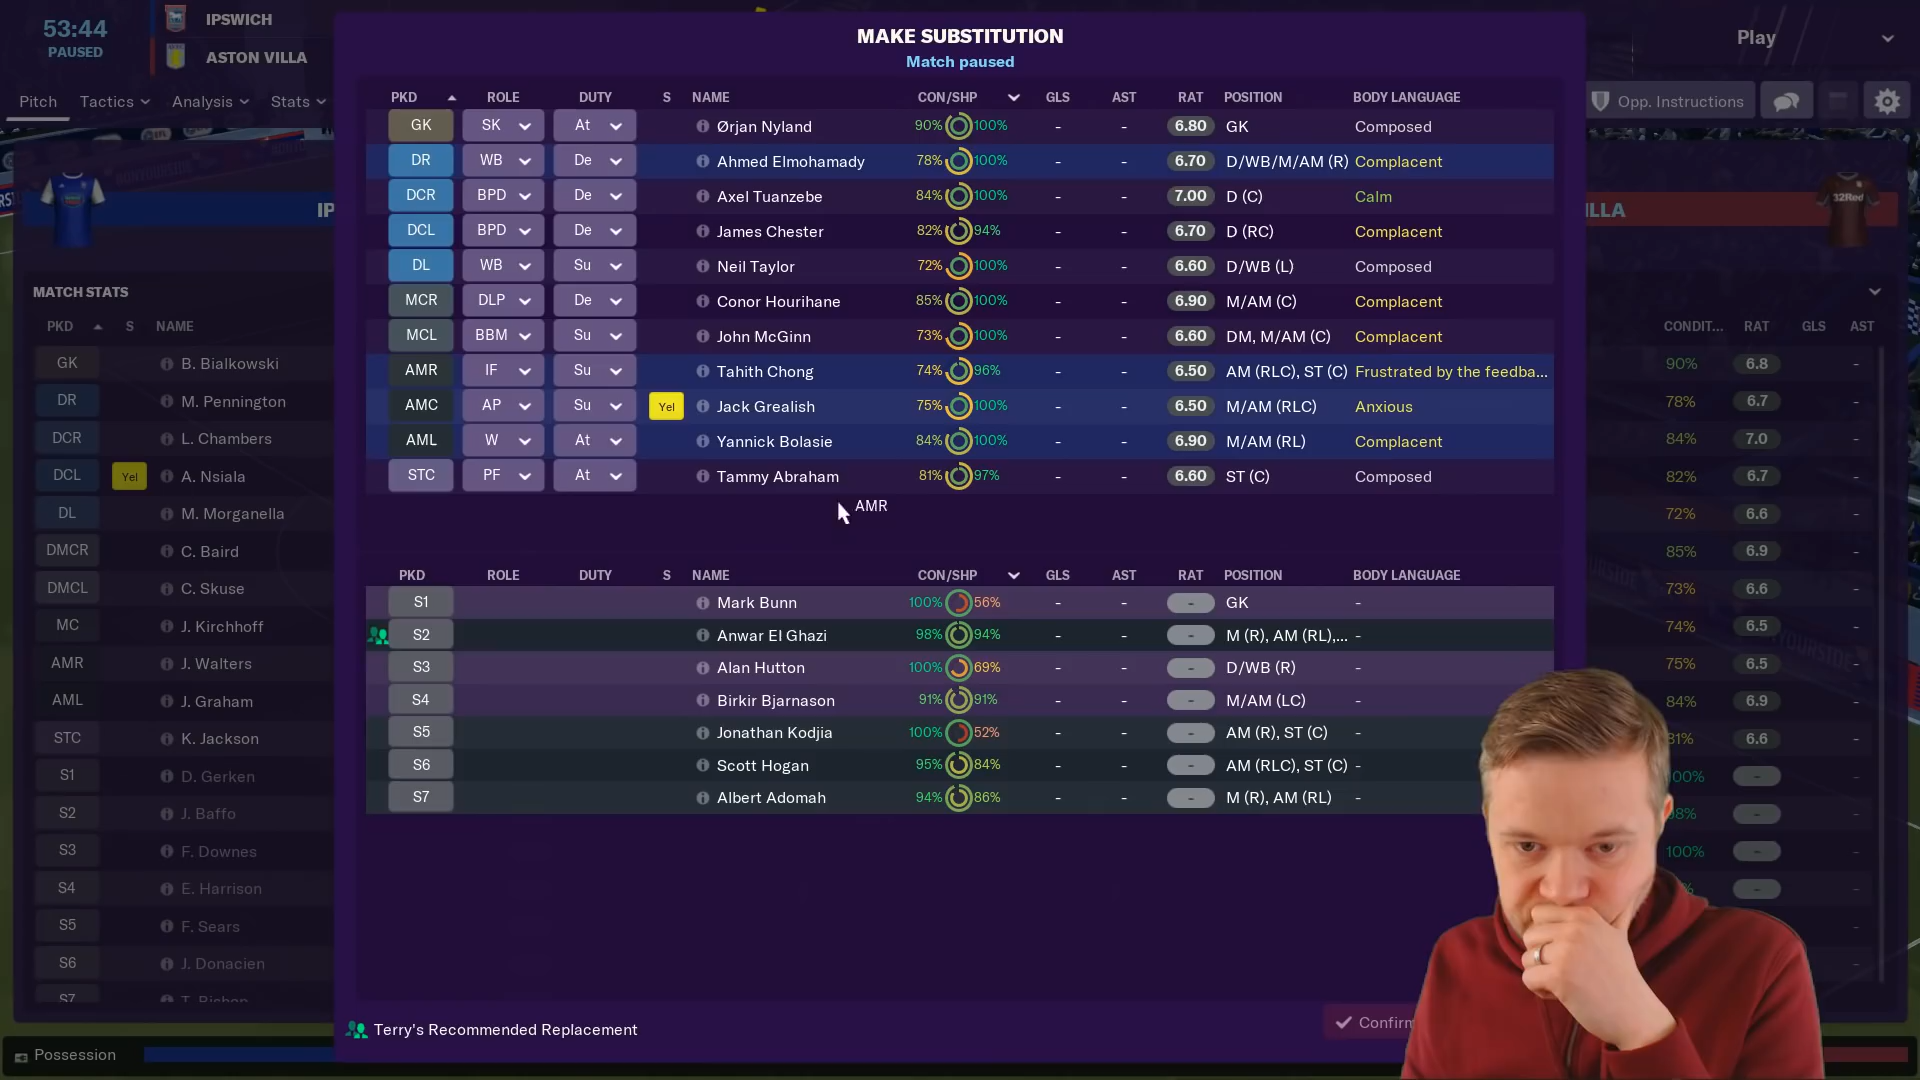 53:44
PAUSED
IPSWICH
ASTON VILLA
Play
Pitch Tactics Analysis Stats
Opp. Instructions
MAKE SUBSTITUTION
Match paused
PKD ROLE DUTY S NAME CON/SHP GLS AST RAT POSITION BODY LANGUAGE
GK SK At Ørjan Nyland 90% 100% - - 6.80 GK Composed
DR WB De Ahmed Elmohamady 78% 100% - - 6.70 D/WB/M/AM (R) Complacent
DCR BPD De Axel Tuanzebe 84% 100% - - 7.00 D (C) Calm
DCL BPD De James Chester 82% 94% - - 6.70 D (RC) Complacent
DL WB Su Neil Taylor 72% 100% - - 6.60 D/WB (L) Composed
MCR DLP De Conor Hourihane 85% 100% - - 6.90 M/AM (C) Complacent
MCL BBM Su John McGinn 73% 100% - - 6.60 DM, M/AM (C) Complacent
AMR IF Su Tahith Chong 74% 96% - - 6.50 AM (RLC), ST (C) Frustrated by the feedba...
AMC AP Su Yel Jack Grealish 75% 100% - - 6.50 M/AM (RLC) Anxious
AML W At Yannick Bolasie 84% 100% - - 6.90 M/AM (RL) Complacent
STC PF At Tammy Abraham 81% 97% - - 6.60 ST (C) Composed
AMR
PKD ROLE DUTY S NAME CON/SHP GLS AST RAT POSITION BODY LANGUAGE
S1 Mark Bunn 100% 56% - - - GK -
S2 Anwar El Ghazi 98% 94% - - - M (R), AM (RL),... -
S3 Alan Hutton 100% 69% - - - D/WB (R) -
S4 Birkir Bjarnason 91% 91% - - - M/AM (LC) -
S5 Jonathan Kodjia 100% 52% - - - AM (R), ST (C) -
S6 Scott Hogan 95% 84% - - - AM (RLC), ST (C) -
S7 Albert Adomah 94% 86% - - - M (R), AM (RL) -
Terry's Recommended Replacement
Confirm
IP
MATCH STATS
PKD S NAME
GK B. Bialkowski
DR M. Pennington
DCR L. Chambers
DCL Yel A. Nsiala
DL M. Morganella
DMCR C. Baird
DMCL C. Skuse
MC J. Kirchhoff
AMR J. Walters
AML J. Graham
STC K. Jackson
S1 D. Gerken
S2 J. Baffo
S3 F. Downes
S4 E. Harrison
S5 F. Sears
S6 J. Donacien
S7 T. Bishop
Possession
ILLA
32Red
CONDIT... RAT GLS AST
90% 6.8 -
78% 6.7 -
84% 7.0 -
82% 6.7 -
72% 6.6 -
85% 6.9 -
73% 6.6 -
74% 6.5 -
75% 6.5 -
84% 6.9 -
81% 6.6 -
100% - -
98% - -
100% - -
% - -